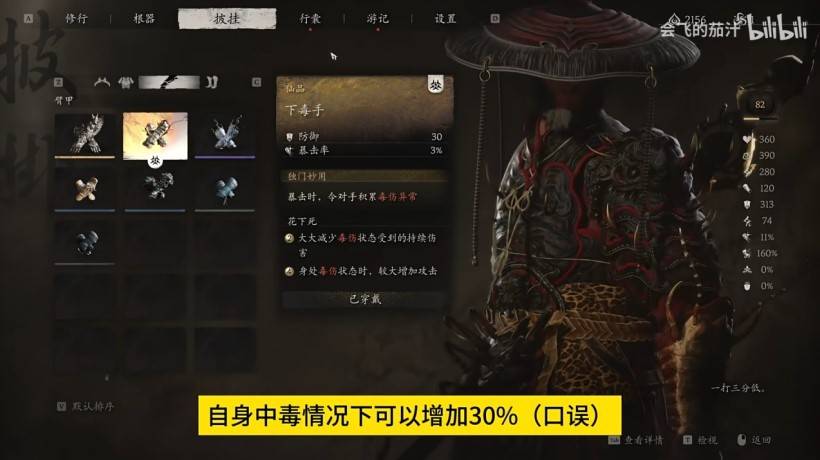 A 修行 根器 披挂 行囊 游记 设置 D
2156
会飞的茄汁 bilibili
披挂
Z C
臂甲
仙品
下毒手
防御 30
暴击率 3%
独门妙用
暴击时，令对手积累毒伤异常
花下死
大大减少毒伤状态受到的持续伤
害
身处毒伤状态时，较大增加攻击
已穿戴
82
360
390
280
120
313
74
11%
160%
0%
0%
一打三分低。
V 默认排序
自身中毒情况下可以增加30%（口误）
Tab 查看详情 T 检视 返回